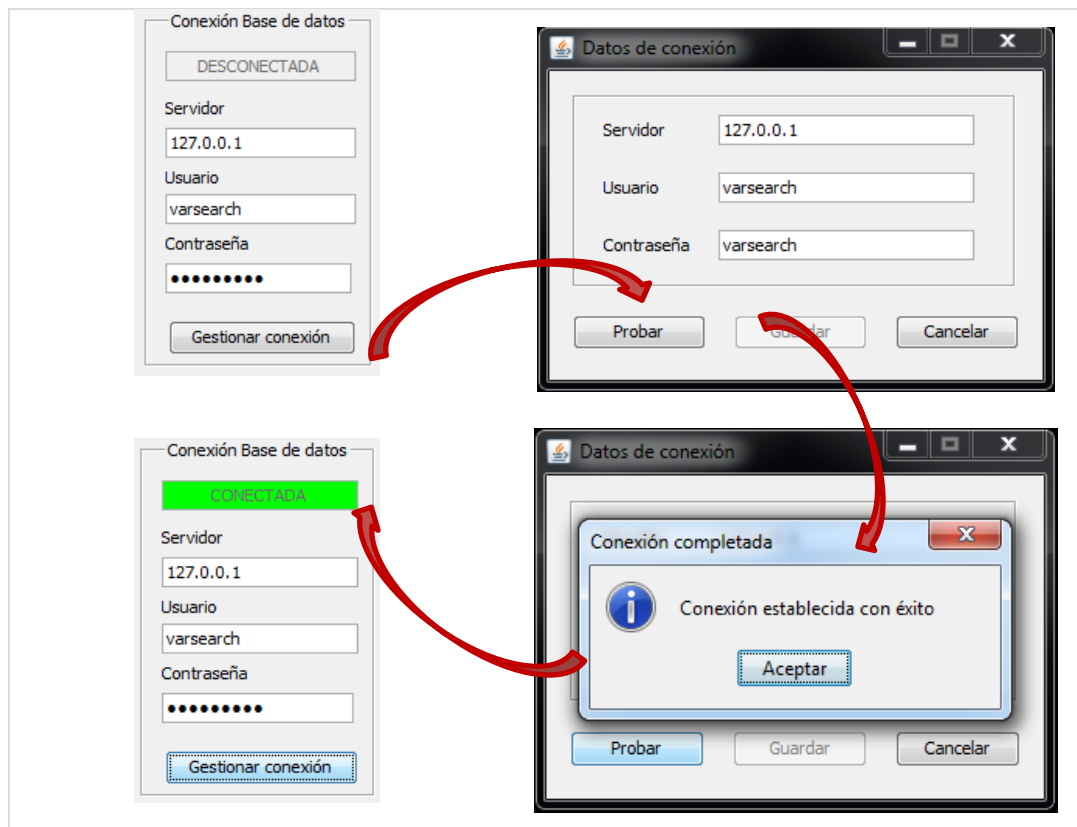 Conexión Base de datos
DESCONECTADA
Servidor
127.0.0.1
Usuario
varsearch
Contraseña
●●●●●●●●●
Gestionar conexión
Datos de conexión
Servidor 127.0.0.1
Usuario varsearch
Contraseña varsearch
Probar Guardar Cancelar
Conexión Base de datos
CONECTADA
Servidor
127.0.0.1
Usuario
varsearch
Contraseña
●●●●●●●●●
Gestionar conexión
Datos de conexión
Conexión completada
Conexión establecida con éxito
Aceptar
Probar Guardar Cancelar